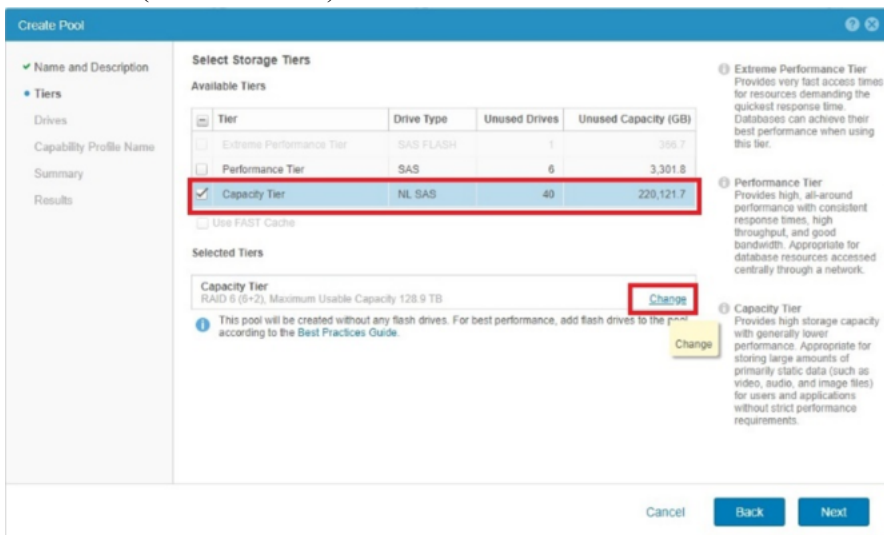 Create Pool
Name and Description
Tiers
Drives
Capability Profile Name
Summary
Results
Select Storage Tiers
Available Tiers
Tier Drive Type Unused Drives Unused Capacity (GB)
Extreme Performance Tier SAS FLASH 1 366.7
Performance Tier SAS 6 3,301.8
Capacity Tier NL SAS 40 220,121.7
Use FAST Cache
Selected Tiers
Capacity Tier
RAID 6 (6+2), Maximum Usable Capacity 128.9 TB Change
This pool will be created without any flash drives. For best performance, add flash drives to the pool
according to the Best Practices Guide.
Change
Extreme Performance Tier
Provides very fast access times
for resources demanding the
quickest response time.
Databases can achieve their
best performance when using
this tier.
Performance Tier
Provides high, all-around
performance with consistent
response times, high
throughput, and good
bandwidth. Appropriate for
database resources accessed
centrally through a network.
Capacity Tier
Provides high storage capacity
with generally lower
performance. Appropriate for
storing large amounts of
primarily static data (such as
video, audio, and image files)
for users and applications
without strict performance
requirements.
Cancel Back Next